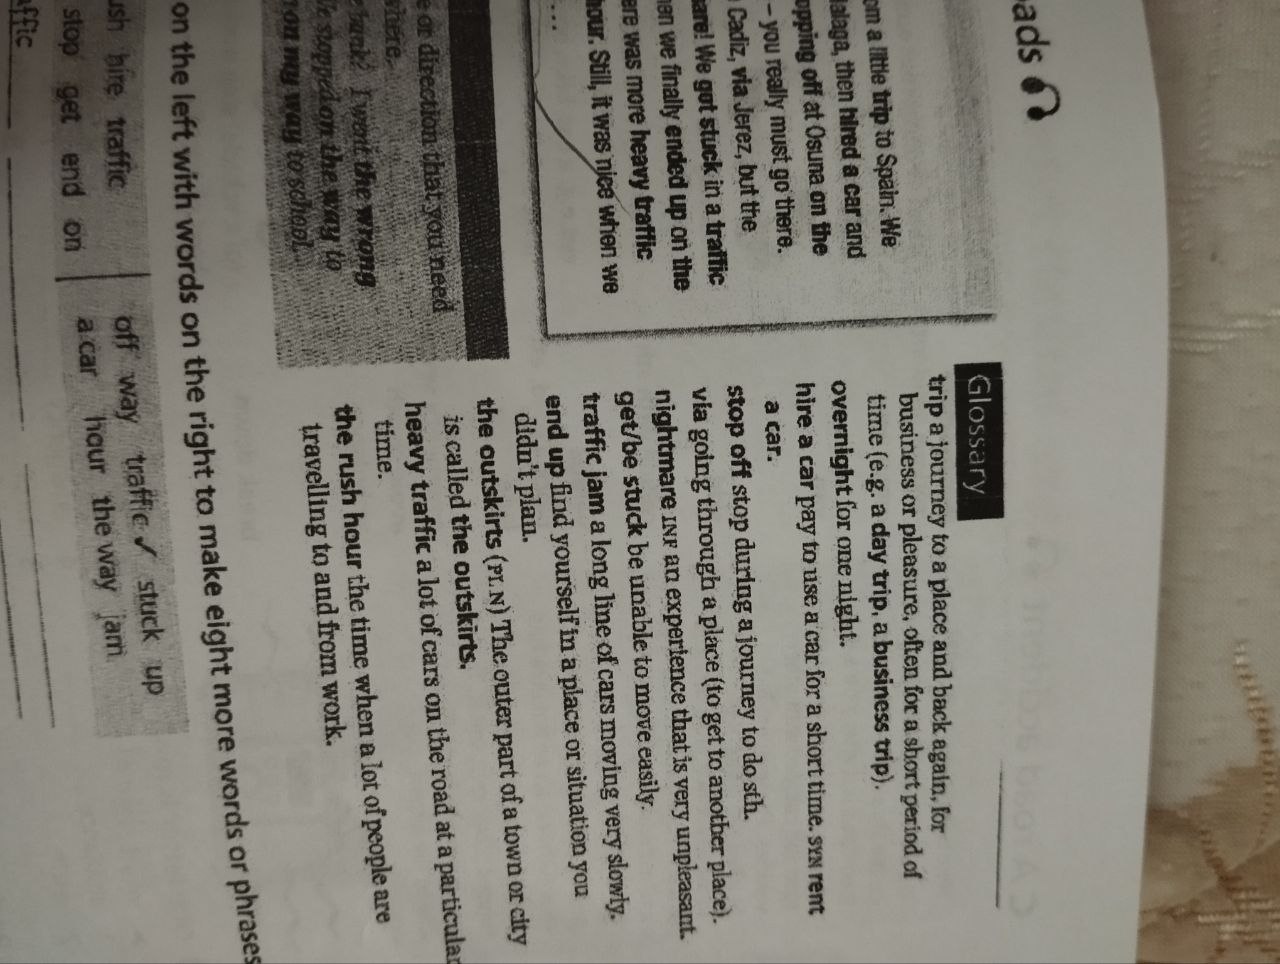 oads
om a little trip to Spain. We
laga, then hired a car and
opping off at Osuna on the
– you really must go there.
Cadiz, via Jerez, but the
are! We got stuck in a traffic
en we finally ended up on the
ere was more heavy traffic
hour. Still, it was nice when we
...
e or direction that you need
where.
bank? I went the wrong
He stopped on the way to
on my way to school.
Glossary
trip a journey to a place and back again, for
business or pleasure, often for a short period of
time (e.g. a day trip, a business trip).
overnight for one night.
hire a car pay to use a car for a short time. SYN rent
a car.
stop off stop during a journey to do sth.
via going through a place (to get to another place).
nightmare INF an experience that is very unpleasant.
get/be stuck be unable to move easily.
traffic jam a long line of cars moving very slowly.
end up find yourself in a place or situation you
didn't plan.
the outskirts (PL N) The outer part of a town or city
is called the outskirts.
heavy traffic a lot of cars on the road at a particular
time.
the rush hour the time when a lot of people are
travelling to and from work.
on the left with words on the right to make eight more words or phrases
ush hire traffic off way traffic ✓ stuck up
stop get end on a car hour the way jam
affic